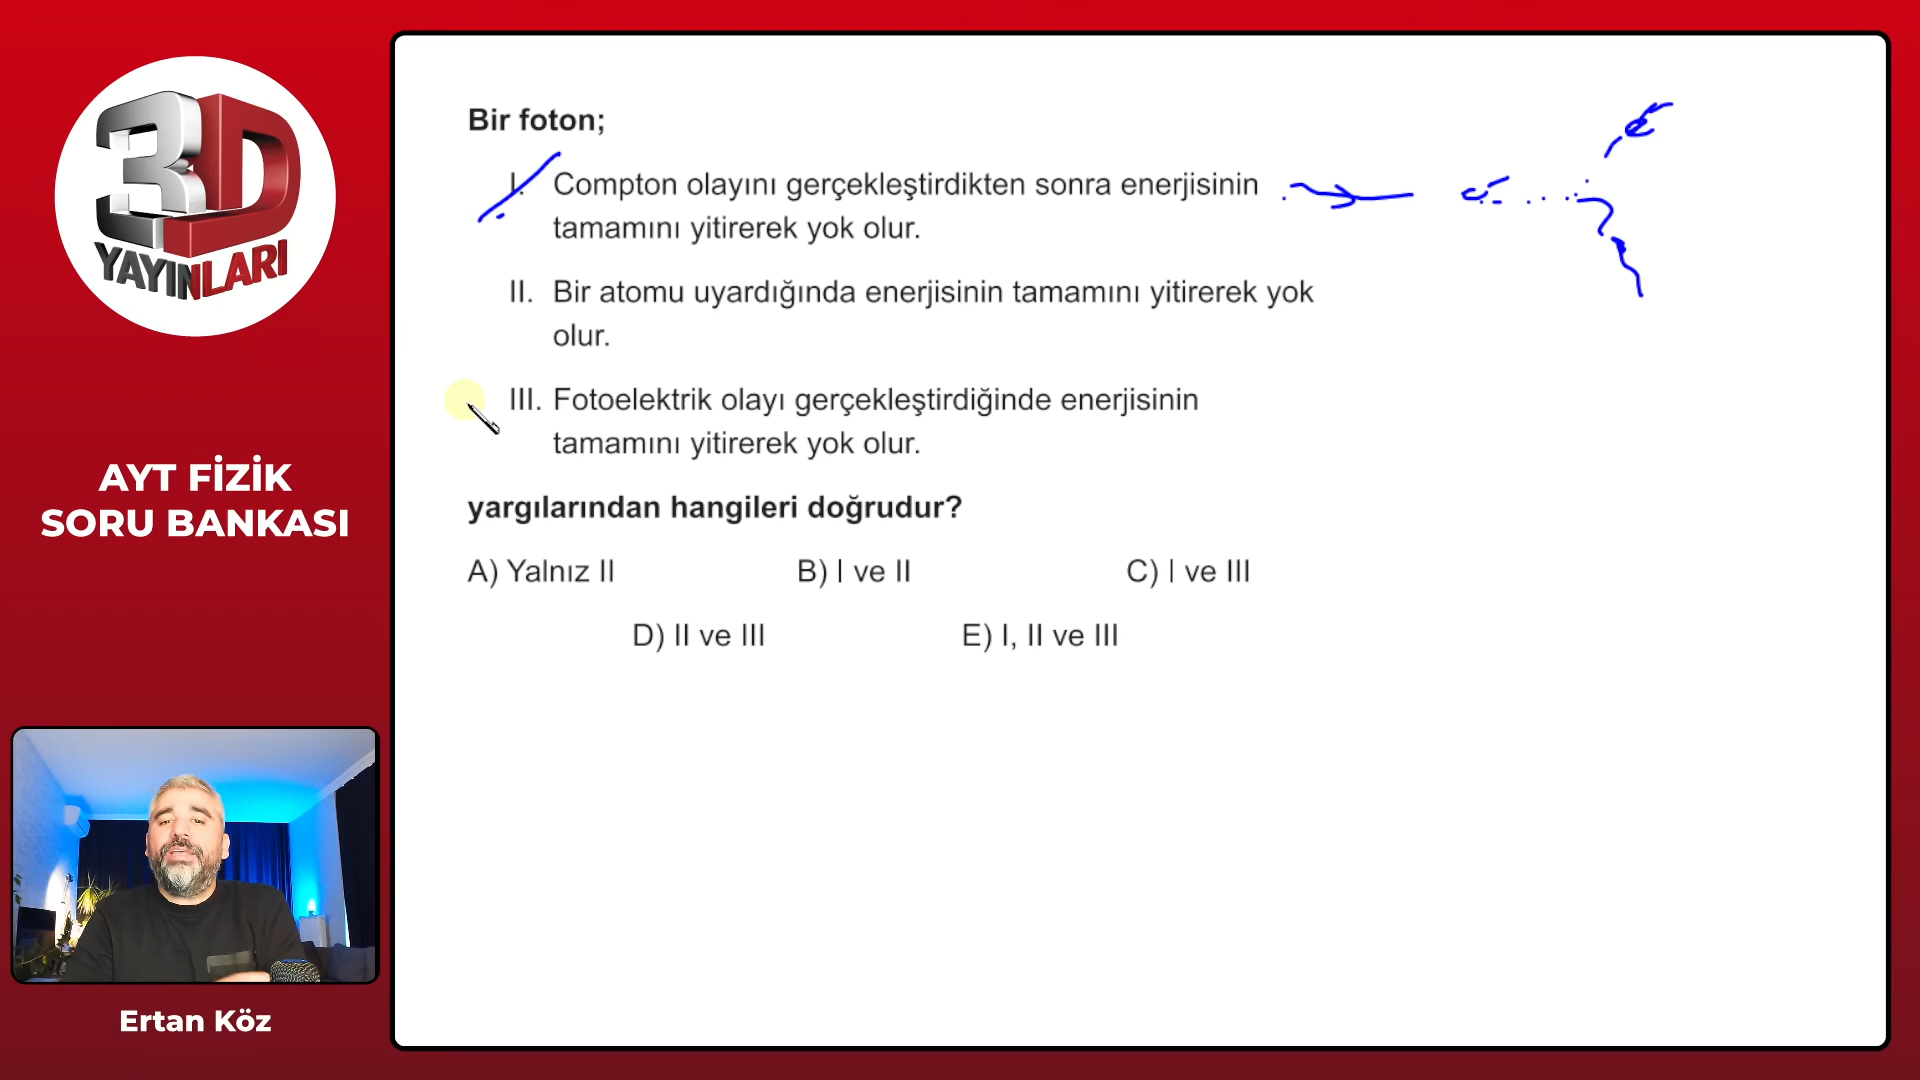 3D
YAYINLARI
AYT FİZİK
SORU BANKASI
Ertan Köz
Bir foton;
I. Compton olayını gerçekleştirdikten sonra enerjisinin
tamamını yitirerek yok olur.
II. Bir atomu uyardığında enerjisinin tamamını yitirerek yok
olur.
III. Fotoelektrik olayı gerçekleştirdiğinde enerjisinin
tamamını yitirerek yok olur.
yargılarından hangileri doğrudur?
A) Yalnız II B) I ve II C) I ve III
D) II ve III E) I, II ve III